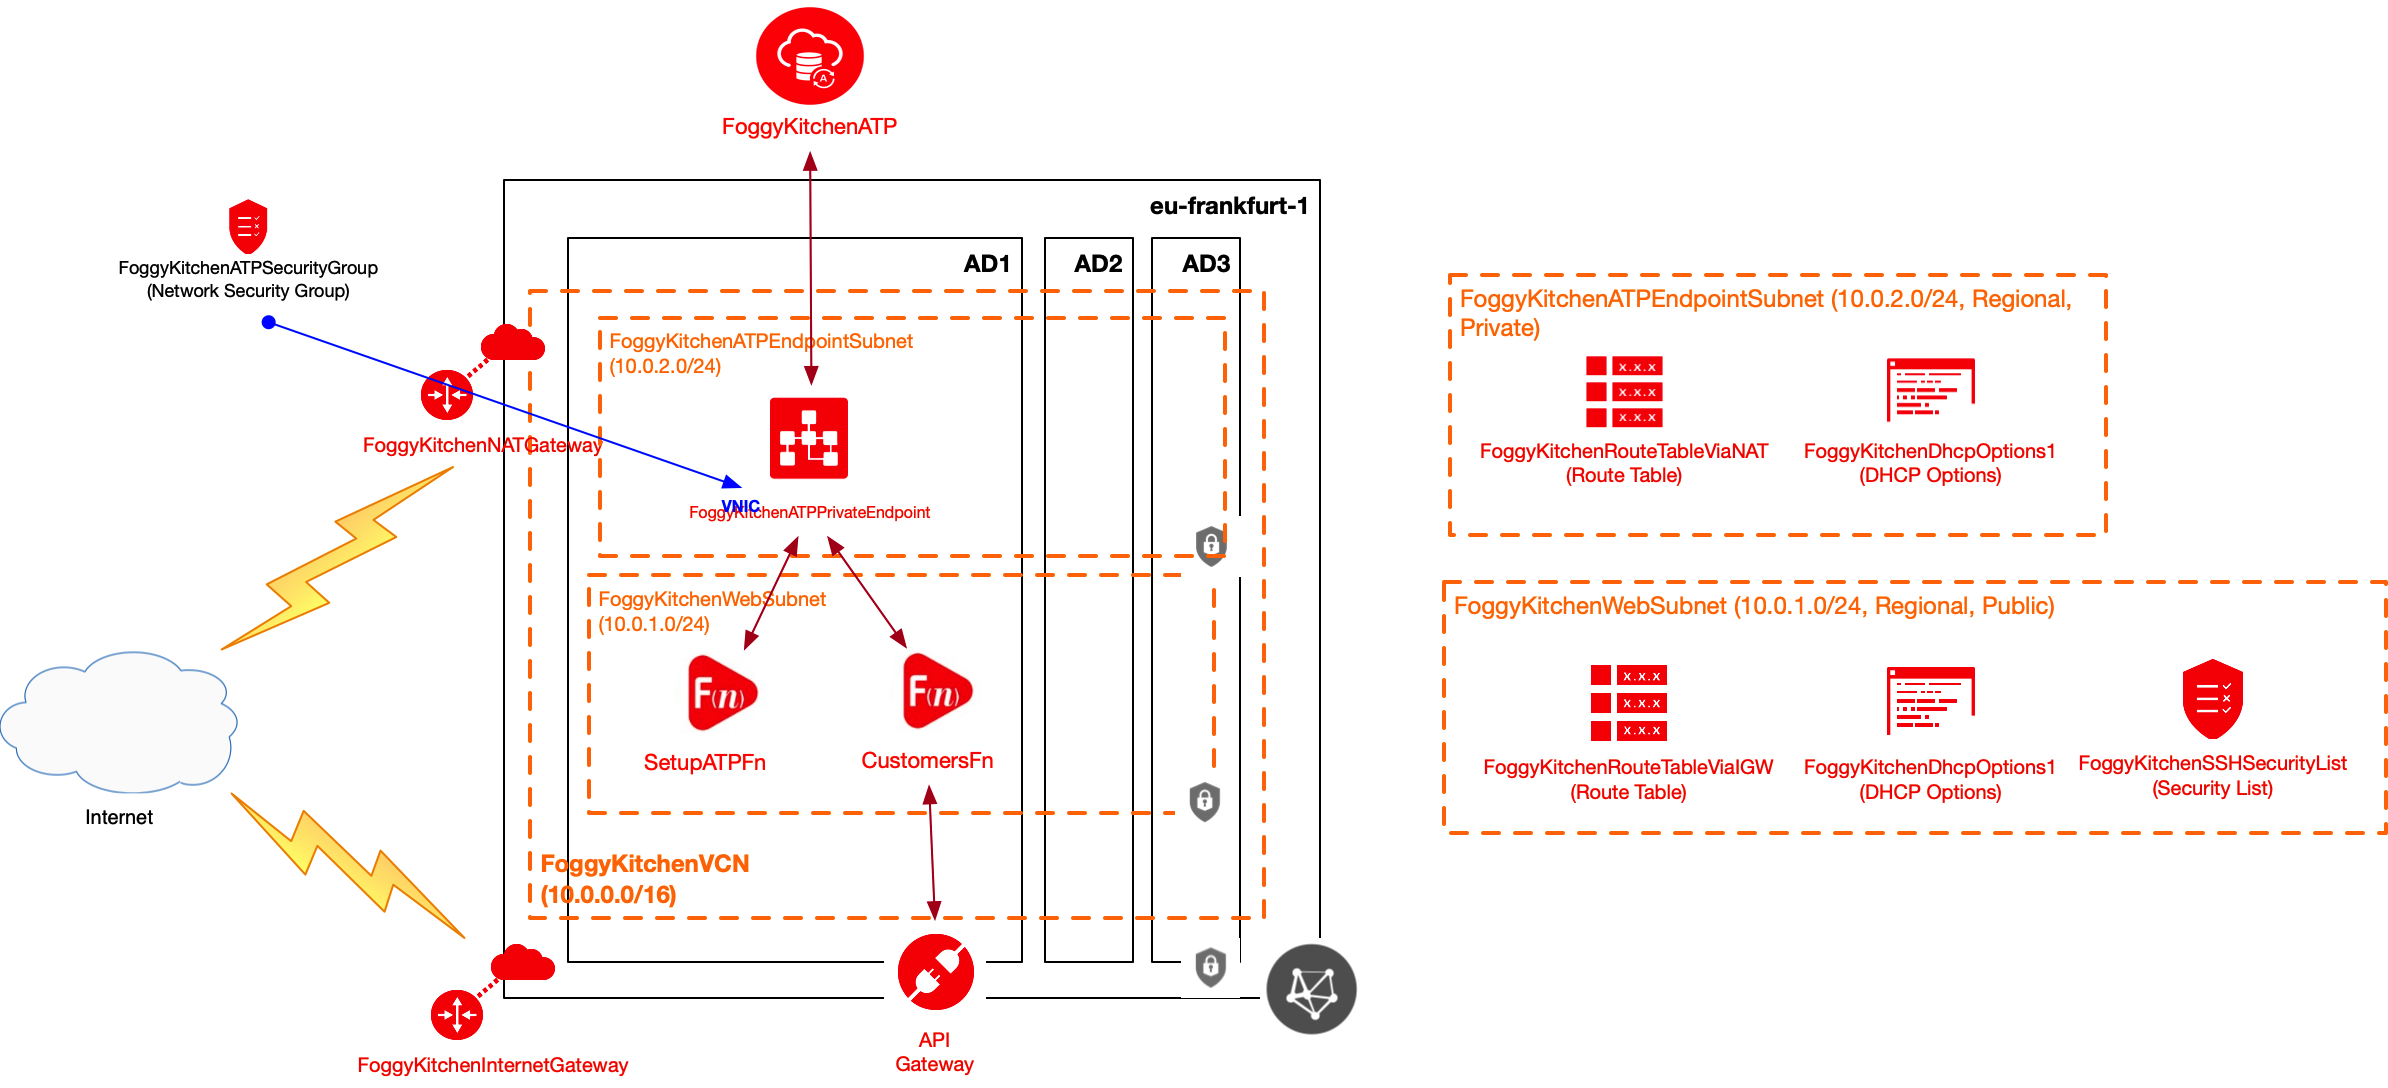 FoggyKitchenATP
eu-frankfurt-1
AD1
AD2
AD3
FoggyKitchenATPSecurityGroup
(Network Security Group)
FoggyKitchenATPEndpointSubnet
(10.0.2.0/24)
FoggyKitchenNATGateway
VNIC
FoggyKitchenATPPrivateEndpoint
FoggyKitchenWebSubnet
(10.0.1.0/24)
F(n)
F(n)
SetupATPFn
CustomersFn
Internet
FoggyKitchenVCN
(10.0.0.0/16)
FoggyKitchenInternetGateway
API
Gateway
FoggyKitchenATPEndpointSubnet (10.0.2.0/24, Regional,
Private)
x.x.x
x.x.x
x.x.x
FoggyKitchenRouteTableViaNAT
(Route Table)
FoggyKitchenDhcpOptions1
(DHCP Options)
FoggyKitchenWebSubnet (10.0.1.0/24, Regional, Public)
x.x.x
x.x.x
x.x.x
FoggyKitchenRouteTableViaIGW
(Route Table)
FoggyKitchenDhcpOptions1
(DHCP Options)
FoggyKitchenSSHSecurityList
(Security List)
A